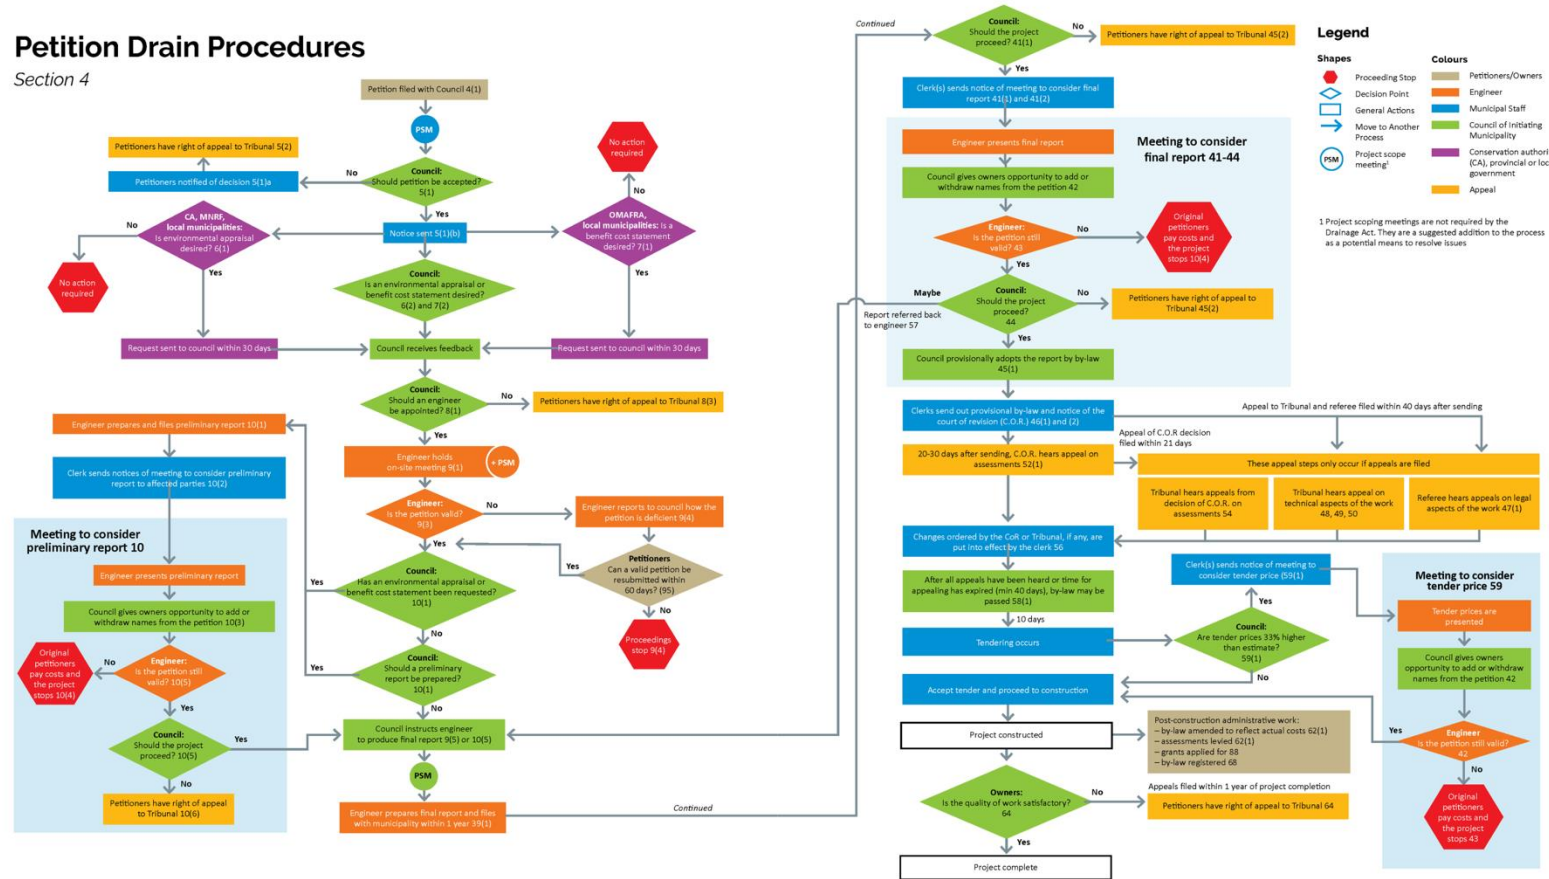 Petition Drain Procedures
Section 4
Petition filed with Council 4(1)
PSM
Council:
Should petition be accepted?
5(1)
No
Petitioners notified of decision 5(1)a
Petitioners have right of appeal to Tribunal 5(2)
Yes
Notice sent 5(1)(b)
CA, MNRF,
local municipalities:
Is environmental appraisal
desired? 6(1)
No
No action
required
Yes
Request sent to council within 30 days
OMAFRA,
local municipalities: Is a
benefit cost statement
desired? 7(1)
No
No action
required
Yes
Request sent to council within 30 days
Council:
Is an environmental appraisal or
benefit cost statement desired?
6(2) and 7(2)
Council receives feedback
Council:
Should an engineer
be appointed? 8(1)
No
Petitioners have right of appeal to Tribunal 8(3)
Yes
Engineer holds
on-site meeting 9(1)
+ PSM
Engineer:
Is the petition valid?
9(3)
No
Engineer reports to council how the
petition is deficient 9(4)
Petitioners
Can a valid petition be
resubmitted within
60 days? (95)
Yes
No
Proceedings
stop 9(4)
Yes
Council:
Has an environmental appraisal or
benefit cost statement been requested?
10(1)
Yes
No
Council:
Should a preliminary
report be prepared?
10(1)
Yes
No
Council instructs engineer
to produce final report 9(5) or 10(5)
PSM
Engineer prepares final report and files
with municipality within 1 year 39(1)
Continued
Engineer prepares and files preliminary report 10(1)
Clerk sends notices of meeting to consider preliminary
report to affected parties 10(2)
Meeting to consider
preliminary report 10
Engineer presents preliminary report
Council gives owners opportunity to add or
withdraw names from the petition 10(3)
Engineer:
Is the petition still
valid? 10(5)
No
Original
petitioners
pay costs and
the project
stops 10(4)
Yes
Council:
Should the project
proceed? 10(5)
Yes
No
Petitioners have right of appeal
to Tribunal 10(6)
Continued
Council:
Should the project
proceed? 41(1)
No
Petitioners have right of appeal to Tribunal 45(2)
Yes
Clerk(s) sends notice of meeting to consider final
report 41(1) and 41(2)
Meeting to consider
final report 41-44
Engineer presents final report
Council gives owners opportunity to add or
withdraw names from the petition 42
Engineer:
Is the petition still
valid? 43
No
Original
petitioners
pay costs and
the project
stops 10(4)
Yes
Council:
Should the project
proceed?
44
Maybe
Report referred back
to engineer 57
No
Petitioners have right of appeal to
Tribunal 45(2)
Yes
Council provisionally adopts the report by by-law
45(1)
Clerks send out provisional by-law and notice of the
court of revision (C.O.R.) 46(1) and (2)
Appeal to Tribunal and referee filed within 40 days after sending
Appeal of C.O.R decision
filed within 21 days
20-30 days after sending, C.O.R. hears appeal on
assessments 52(1)
These appeal steps only occur if appeals are filed
Tribunal hears appeals from
decision of C.O.R. on
assessments 54
Tribunal hears appeal on
technical aspects of the work
48, 49, 50
Referee hears appeals on legal
aspects of the work 47(1)
Changes ordered by the CoR or Tribunal, if any, are
put into effect by the clerk 56
After all appeals have been heard or time for
appealing has expired (min 40 days), by-law may be
passed 58(1)
10 days
Tendering occurs
Council:
Are tender prices 33% higher
than estimate?
59(1)
Yes
Clerk(s) sends notice of meeting to
consider tender price (59(1)
No
Accept tender and proceed to construction
Meeting to consider
tender price 59
Tender prices are
presented
Council gives owners
opportunity to add or withdraw
names from the petition 42
Engineer
Is the petition still valid?
42
Yes
No
Original
petitioners
pay costs and
the project
stops 43
Project constructed
Post-construction administrative work:
– by-law amended to reflect actual costs 62(1)
– assessments levied 62(1)
– grants applied for 88
– by-law registered 68
Owners:
Is the quality of work satisfactory?
64
No
Appeals filed within 1 year of project completion
Petitioners have right of appeal to Tribunal 64
Yes
Project complete
Legend
Shapes
Proceeding Stop
Decision Point
General Actions
Move to Another
Process
PSM
Project scope
meeting¹
Colours
Petitioners/Owners
Engineer
Municipal Staff
Council of Initiating
Municipality
Conservation authori
(CA), provincial or loc
government
Appeal
1 Project scoping meetings are not required by the
Drainage Act. They are a suggested addition to the process
as a potential means to resolve issues